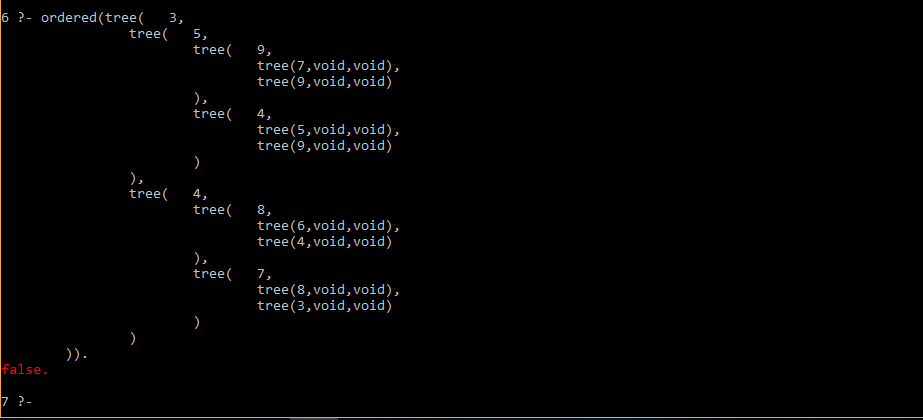 6 ?- ordered(tree(   3,
                tree(   5,
                        tree(   9,
                                tree(7,void,void),
                                tree(9,void,void)
                        ),
                        tree(   4,
                                tree(5,void,void),
                                tree(9,void,void)
                        )
                ),
                tree(   4,
                        tree(   8,
                                tree(6,void,void),
                                tree(4,void,void)
                        ),
                        tree(   7,
                                tree(8,void,void),
                                tree(3,void,void)
                        )
                )
        )).
false.
7 ?-